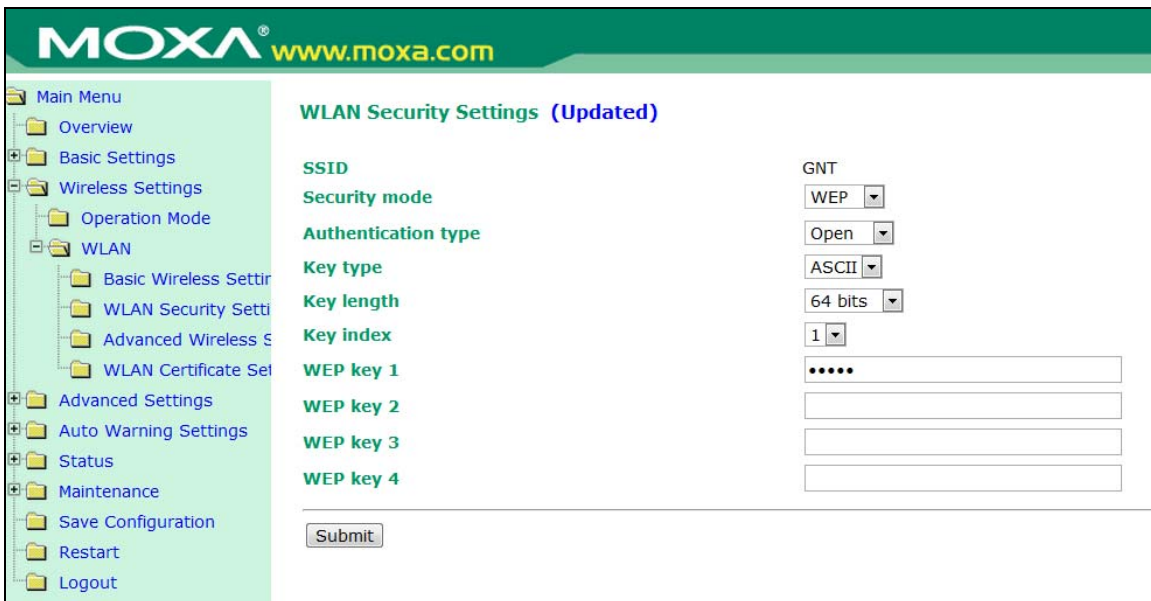 MOXA® www.moxa.com
Main Menu
Overview
Basic Settings
Wireless Settings
Operation Mode
WLAN
Basic Wireless Settin
WLAN Security Setti
Advanced Wireless S
WLAN Certificate Set
Advanced Settings
Auto Warning Settings
Status
Maintenance
Save Configuration
Restart
Logout
WLAN Security Settings (Updated)
SSID GNT
Security mode WEP
Authentication type Open
Key type ASCII
Key length 64 bits
Key index 1
WEP key 1 •••••
WEP key 2
WEP key 3
WEP key 4
Submit